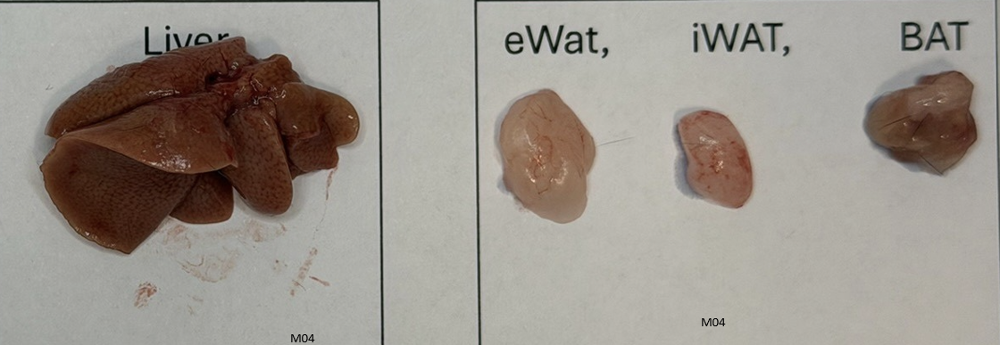 Liver
eWat, iWAT, BAT
M04
M04